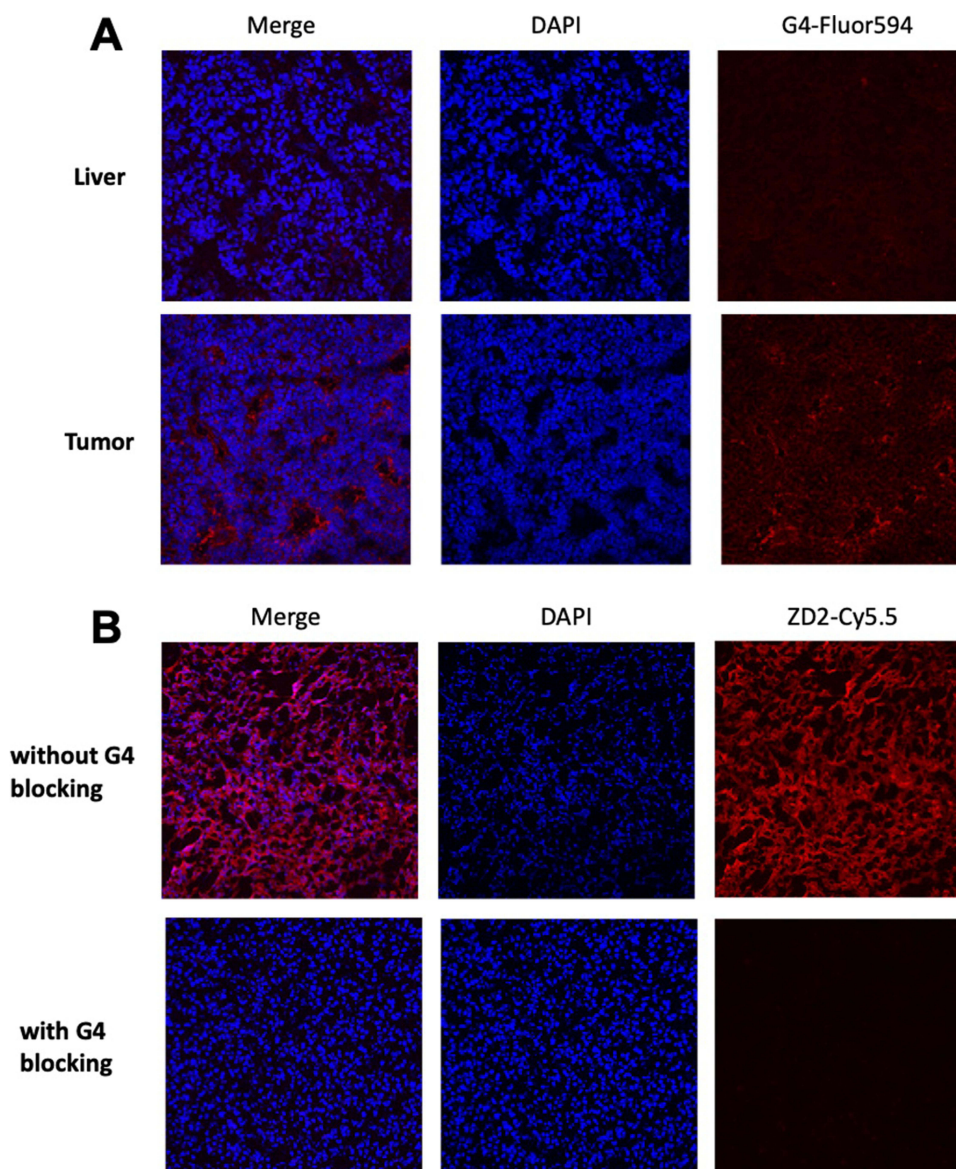 A
Merge DAPI G4-Fluor594
Liver
Tumor
B
Merge DAPI ZD2-Cy5.5
without G4
blocking
with G4
blocking